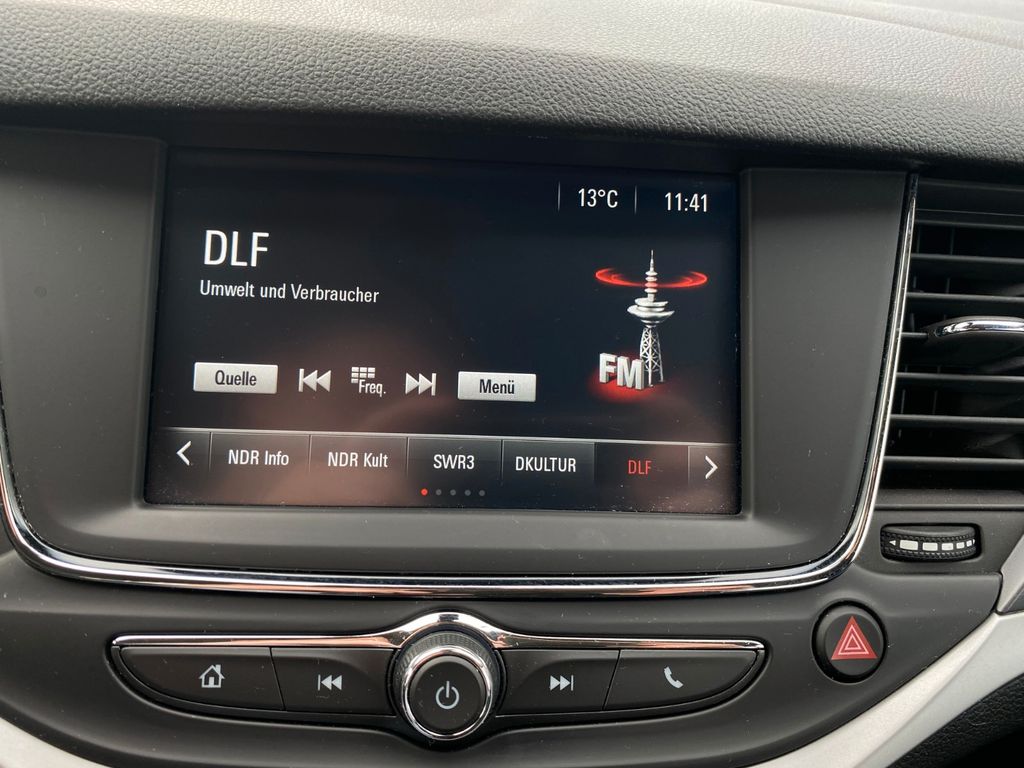 13°C 11:41
DLF
Umwelt und Verbraucher
FM
Quelle Freq. Menü
NDR Info NDR Kult SWR3 DKULTUR DLF